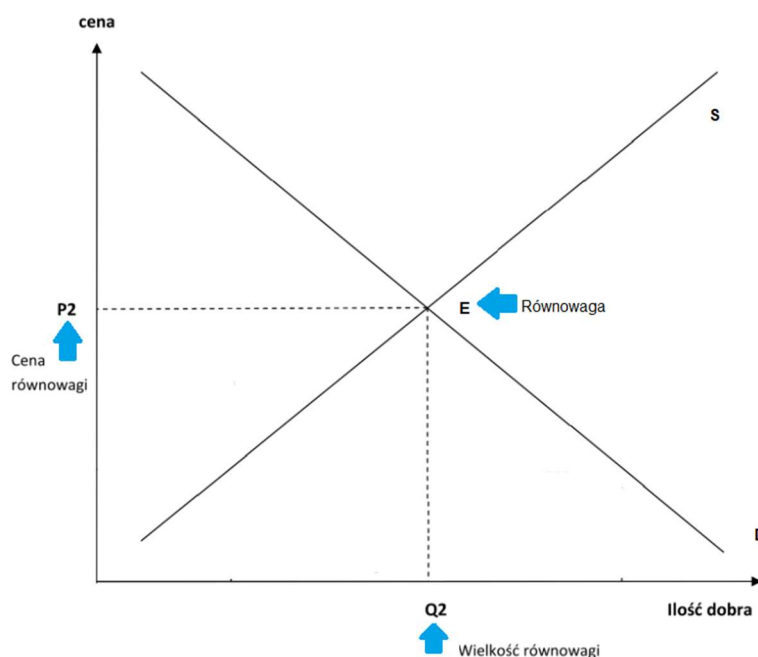 cena
S
P2
E
Równowaga
Cena
równowagi
Q2
Ilość dobra
Wielkość równowagi